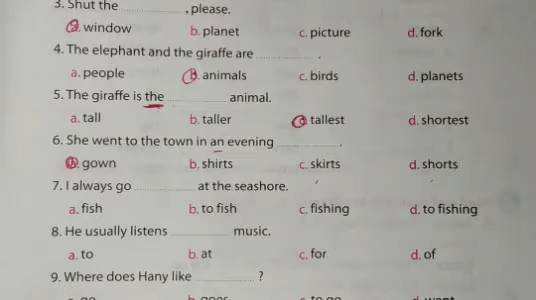 3. Shut the ............ , please.
a. window b. planet c. picture d. fork
4. The elephant and the giraffe are ............ .
a. people b. animals c. birds d. planets
5. The giraffe is the ............ animal.
a. tall b. taller c. tallest d. shortest
6. She went to the town in an evening ............ .
a. gown b. shirts c. skirts d. shorts
7. I always go ............ at the seashore.
a. fish b. to fish c. fishing d. to fishing
8. He usually listens ............ music.
a. to b. at c. for d. of
9. Where does Hany like ............ ?